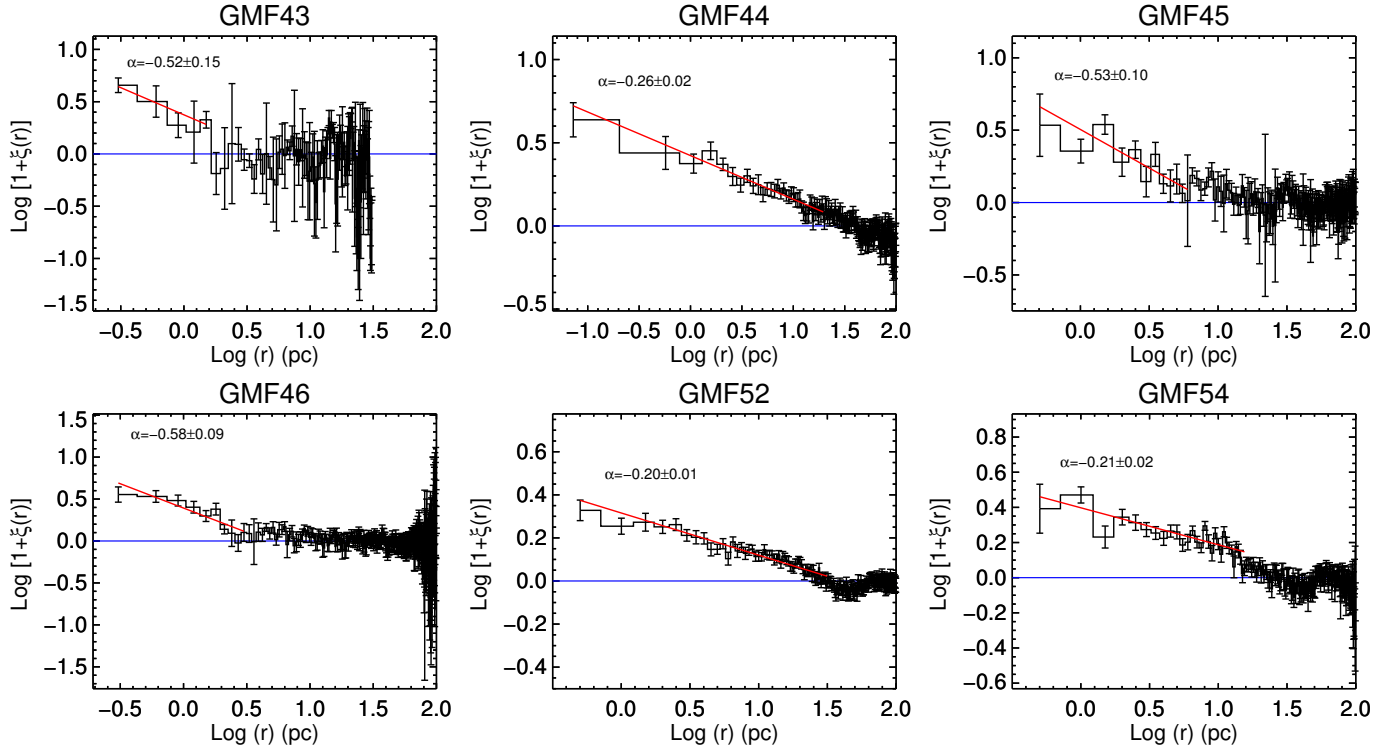 GMF43
GMF44
GMF45
α=−0.52±0.15
α=−0.26±0.02
α=−0.53±0.10
Log [1+ξ(r)]
Log [1+ξ(r)]
Log [1+ξ(r)]
1.0
0.5
0.0
−0.5
−1.0
−1.5
1.0
0.5
0.0
−0.5
1.0
0.5
0.0
−0.5
−0.5 0.0 0.5 1.0 1.5 2.0
−1.0 −0.5 0.0 0.5 1.0 1.5 2.0
0.0 0.5 1.0 1.5 2.0
Log (r) (pc)
Log (r) (pc)
Log (r) (pc)
GMF46
GMF52
GMF54
α=−0.58±0.09
α=−0.20±0.01
α=−0.21±0.02
Log [1+ξ(r)]
Log [1+ξ(r)]
Log [1+ξ(r)]
1.5
1.0
0.5
0.0
−0.5
−1.0
−1.5
0.6
0.4
0.2
0.0
−0.2
−0.4
0.8
0.6
0.4
0.2
0.0
−0.2
−0.4
−0.6
−0.5 0.0 0.5 1.0 1.5 2.0
0.0 0.5 1.0 1.5 2.0
0.0 0.5 1.0 1.5 2.0
Log (r) (pc)
Log (r) (pc)
Log (r) (pc)